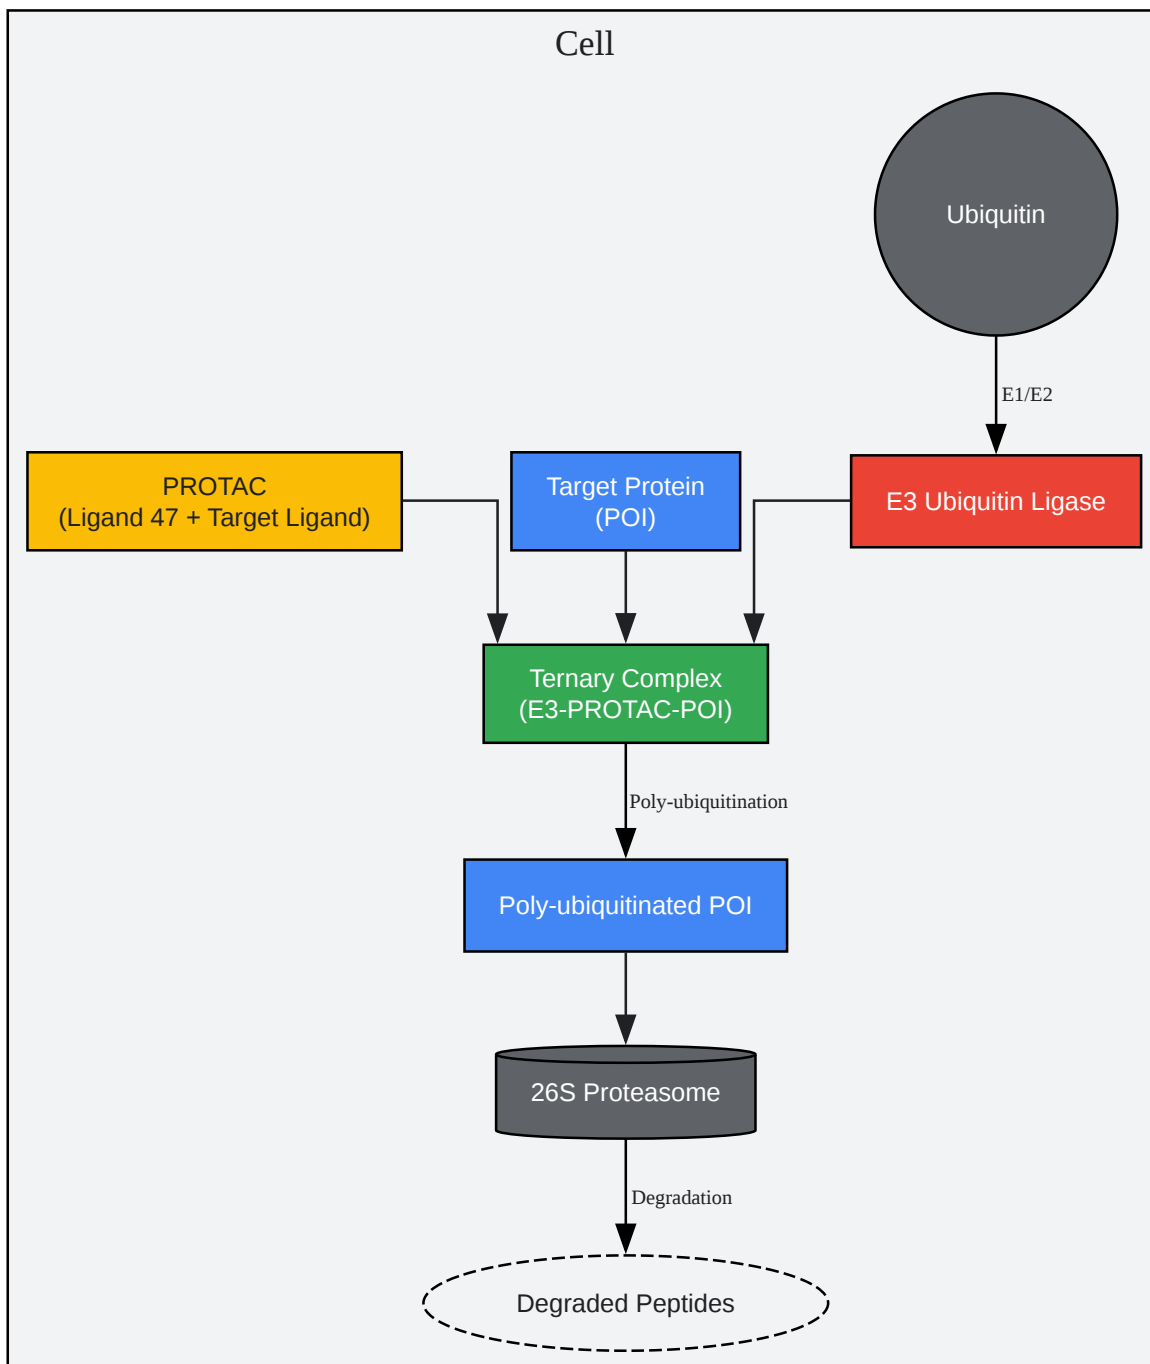 Cell
Ubiquitin
E1/E2
PROTAC
(Ligand 47 + Target Ligand)
Target Protein
(POI)
E3 Ubiquitin Ligase
Ternary Complex
(E3-PROTAC-POI)
Poly-ubiquitination
Poly-ubiquitinated POI
26S Proteasome
Degradation
Degraded Peptides